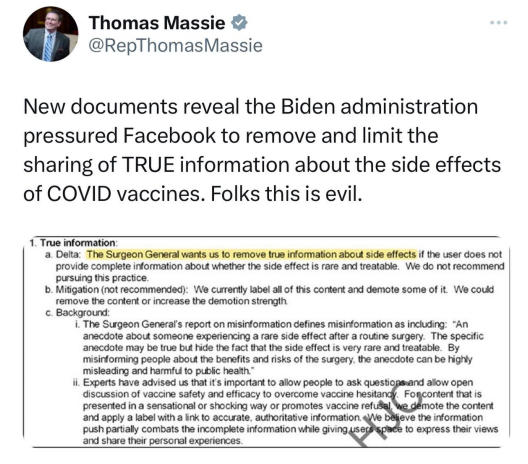 Thomas Massie
@RepThomasMassie
New documents reveal the Biden administration
pressured Facebook to remove and limit the
sharing of TRUE information about the side effects
of COVID vaccines. Folks this is evil.
1. True information:
a. Delta: The Surgeon General wants us to remove true information about side effects if the user does not
provide complete information about whether the side effect is rare and treatable. We do not recommend
pursuing this practice.
b. Mitigation (not recommended): We currently label all of this content and demote some of it. We could
remove the content or increase the demotion strength.
c. Background:
i. The Surgeon General's report on misinformation defines misinformation as including: "An
anecdote about someone experiencing a rare side effect after a routine surgery. The specific
anecdote may be true but hide the fact that the side effect is very rare and treatable. By
misinforming people about the benefits and risks of the surgery, the anecdote can be highly
misleading and harmful to public health."
ii. Experts have advised us that it's important to allow people to ask questions and allow open
discussion of vaccine safety and efficacy to overcome vaccine hesitancy. For content that is
presented in a sensational or shocking way or promotes vaccine refusal, we demote the content
and apply a label with a link to accurate, authoritative information. We believe the information
push partially combats the incomplete information while giving users space to express their views
and share their personal experiences.
HJC